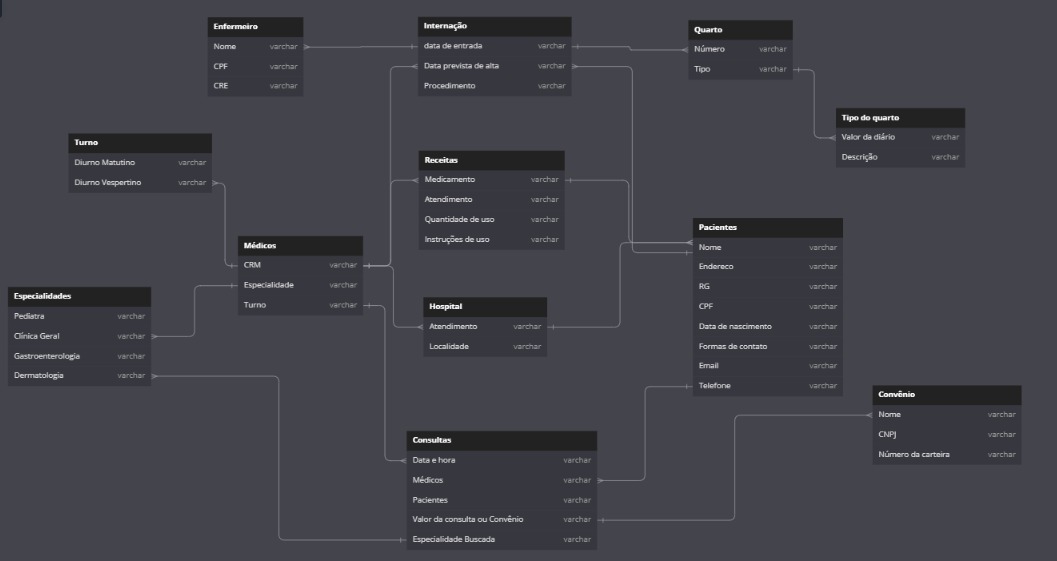 Enfermeiro
Nome varchar
CPF varchar
CRE varchar
Internação
data de entrada varchar
Data prevista de alta varchar
Procedimento varchar
Quarto
Número varchar
Tipo varchar
Tipo do quarto
Valor da diário varchar
Descrição varchar
Turno
Diurno Matutino varchar
Diurno Vespertino varchar
Receitas
Medicamento varchar
Atendimento varchar
Quantidade de uso varchar
Instruções de uso varchar
Médicos
CRM varchar
Especialidade varchar
Turno varchar
Pacientes
Nome varchar
Endereco varchar
RG varchar
CPF varchar
Data de nascimento varchar
Formas de contato varchar
Email varchar
Telefone varchar
Especialidades
Pediatra varchar
Clínica Geral varchar
Gastroenterologia varchar
Dermatologia varchar
Hospital
Atendimento varchar
Localidade varchar
Convênio
Nome varchar
CNPJ varchar
Número da carteira varchar
Consultas
Data e hora varchar
Médicos varchar
Pacientes varchar
Valor da consulta ou Convênio varchar
Especialidade Buscada varchar